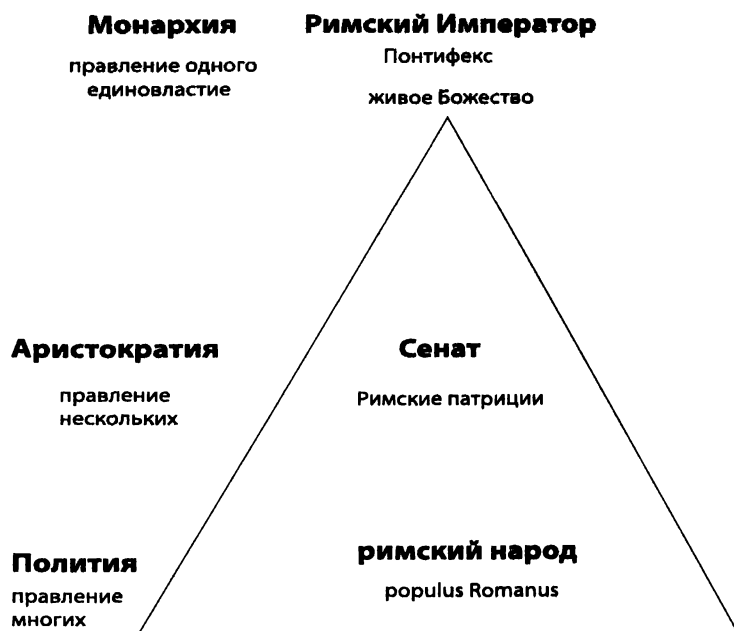 Монархия
правление одного
единовластие
Римский Император
Понтифекс
живое Божество
Аристократия
правление
нескольких
Сенат
Римские патриции
Полития
правление
многих
римский народ
populus Romanus